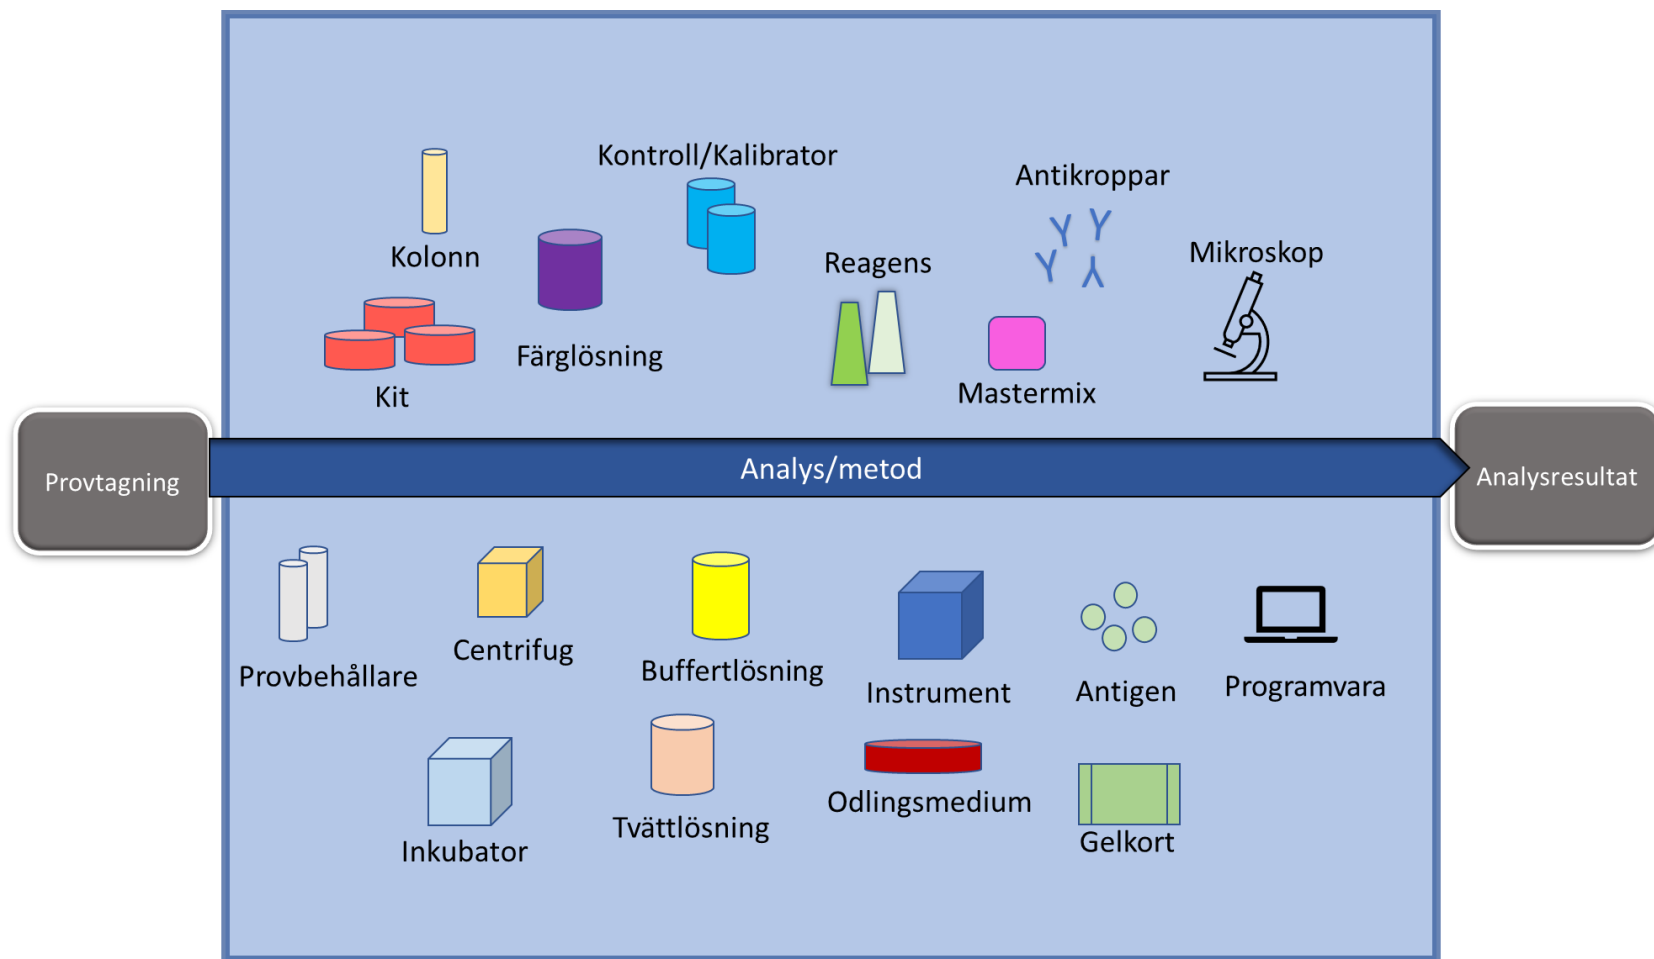 Kontroll/Kalibrator
Antikroppar
Kolonn
Reagens
Mikroskop
Färglösning
Kit
Mastermix
Provtagning
Analys/metod
Analysresultat
Provbehållare
Centrifug
Buffertlösning
Instrument
Antigen
Programvara
Inkubator
Tvättlösning
Odlingsmedium
Gelkort